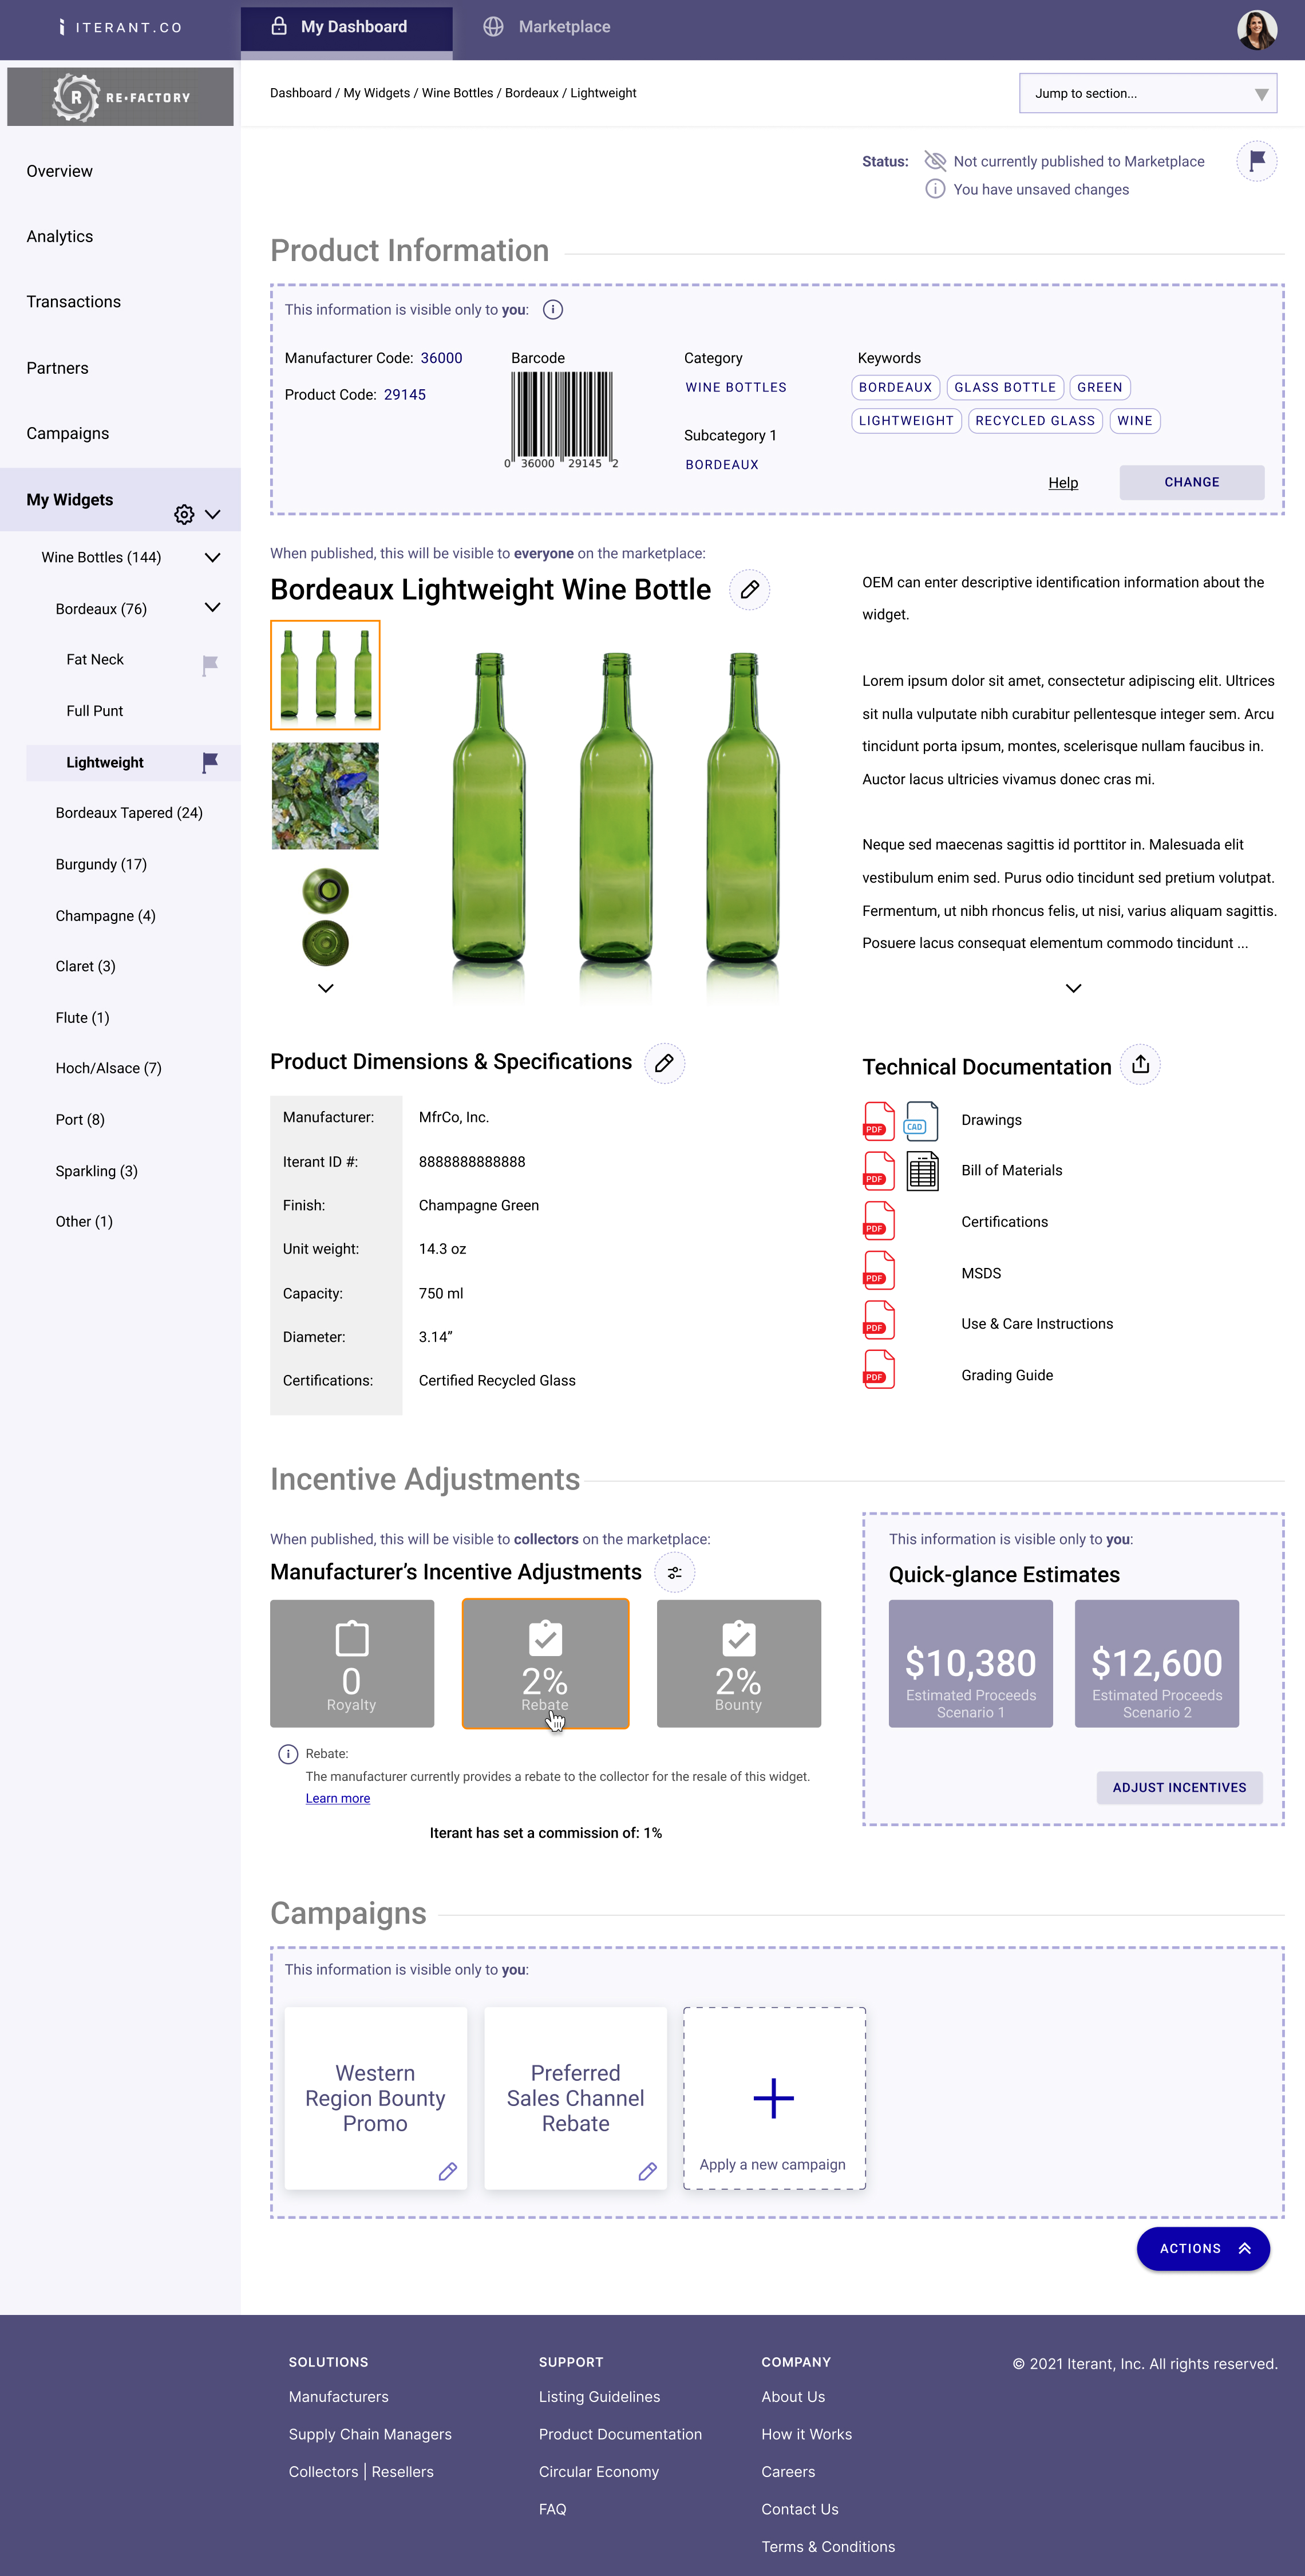 ITERANT.CO
My Dashboard
Marketplace
R RE•FACTORY
Dashboard / My Widgets / Wine Bottles / Bordeaux / Lightweight
Jump to section...
Overview
Analytics
Transactions
Partners
Campaigns
My Widgets
Wine Bottles (144)
Bordeaux (76)
Fat Neck
Full Punt
Lightweight
Bordeaux Tapered (24)
Burgundy (17)
Champagne (4)
Claret (3)
Flute (1)
Hoch/Alsace (7)
Port (8)
Sparkling (3)
Other (1)
Status:
Not currently published to Marketplace
You have unsaved changes
Product Information
This information is visible only to you:
Manufacturer Code: 36000
Product Code: 29145
Barcode
0 36000 29145 2
Category
WINE BOTTLES
Subcategory 1
BORDEAUX
Keywords
BORDEAUX GLASS BOTTLE GREEN
LIGHTWEIGHT RECYCLED GLASS WINE
Help
CHANGE
When published, this will be visible to everyone on the marketplace:
Bordeaux Lightweight Wine Bottle
OEM can enter descriptive identification information about the
widget.
Lorem ipsum dolor sit amet, consectetur adipiscing elit. Ultrices
sit nulla vulputate nibh curabitur pellentesque integer sem. Arcu
tincidunt porta ipsum, montes, scelerisque nullam faucibus in.
Auctor lacus ultricies vivamus donec cras mi.
Neque sed maecenas sagittis id porttitor in. Malesuada elit
vestibulum enim sed. Purus odio tincidunt sed pretium volutpat.
Fermentum, ut nibh rhoncus felis, ut nisi, varius aliquam sagittis.
Posuere lacus consequat elementum commodo tincidunt ...
Product Dimensions & Specifications
Manufacturer: MfrCo, Inc.
Iterant ID #: 8888888888888
Finish: Champagne Green
Unit weight: 14.3 oz
Capacity: 750 ml
Diameter: 3.14”
Certifications: Certified Recycled Glass
Technical Documentation
PDF CAD Drawings
PDF Bill of Materials
PDF Certifications
PDF MSDS
PDF Use & Care Instructions
PDF Grading Guide
Incentive Adjustments
When published, this will be visible to collectors on the marketplace:
Manufacturer’s Incentive Adjustments
0
Royalty
2%
Rebate
2%
Bounty
Rebate:
The manufacturer currently provides a rebate to the collector for the resale of this widget.
Learn more
Iterant has set a commission of: 1%
This information is visible only to you:
Quick-glance Estimates
$10,380
Estimated Proceeds
Scenario 1
$12,600
Estimated Proceeds
Scenario 2
ADJUST INCENTIVES
Campaigns
This information is visible only to you:
Western
Region Bounty
Promo
Preferred
Sales Channel
Rebate
Apply a new campaign
ACTIONS
SOLUTIONS
Manufacturers
Supply Chain Managers
Collectors | Resellers
SUPPORT
Listing Guidelines
Product Documentation
Circular Economy
FAQ
COMPANY
About Us
How it Works
Careers
Contact Us
Terms & Conditions
© 2021 Iterant, Inc. All rights reserved.